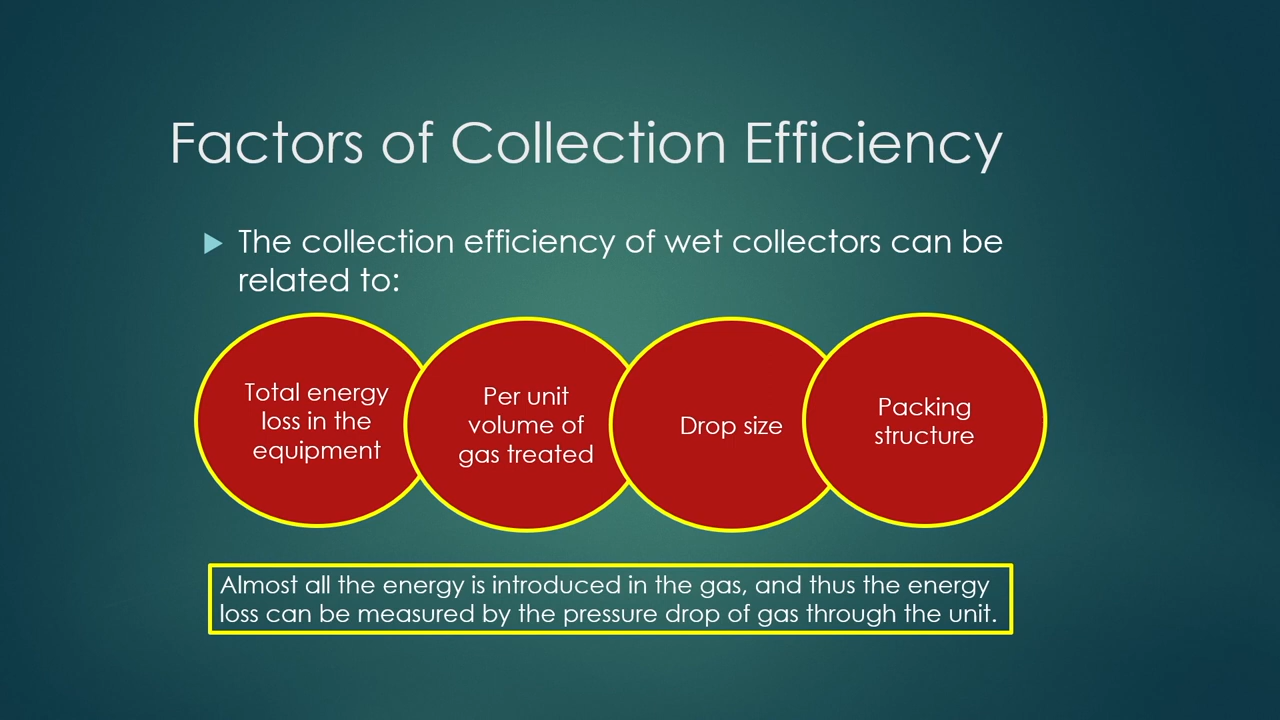 Factors of Collection Efficiency
The collection efficiency of wet collectors can be
related to:
Total energy
loss in the
equipment
Per unit
volume of
gas treated
Drop size
Packing
structure
Almost all the energy is introduced in the gas, and thus the energy
loss can be measured by the pressure drop of gas through the unit.